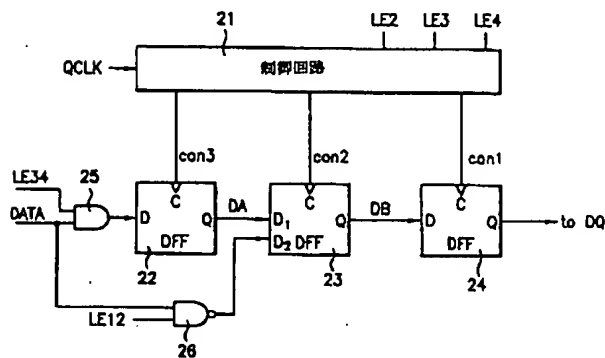 21
LE2 LE3 LE4
QCLK
制御回路
con3 con2 con1
LE34
25
DATA
D C Q DFF
22
DA
D1 D2 C Q DFF
23
DB
D C Q DFF
24
to DQ
LE12
26